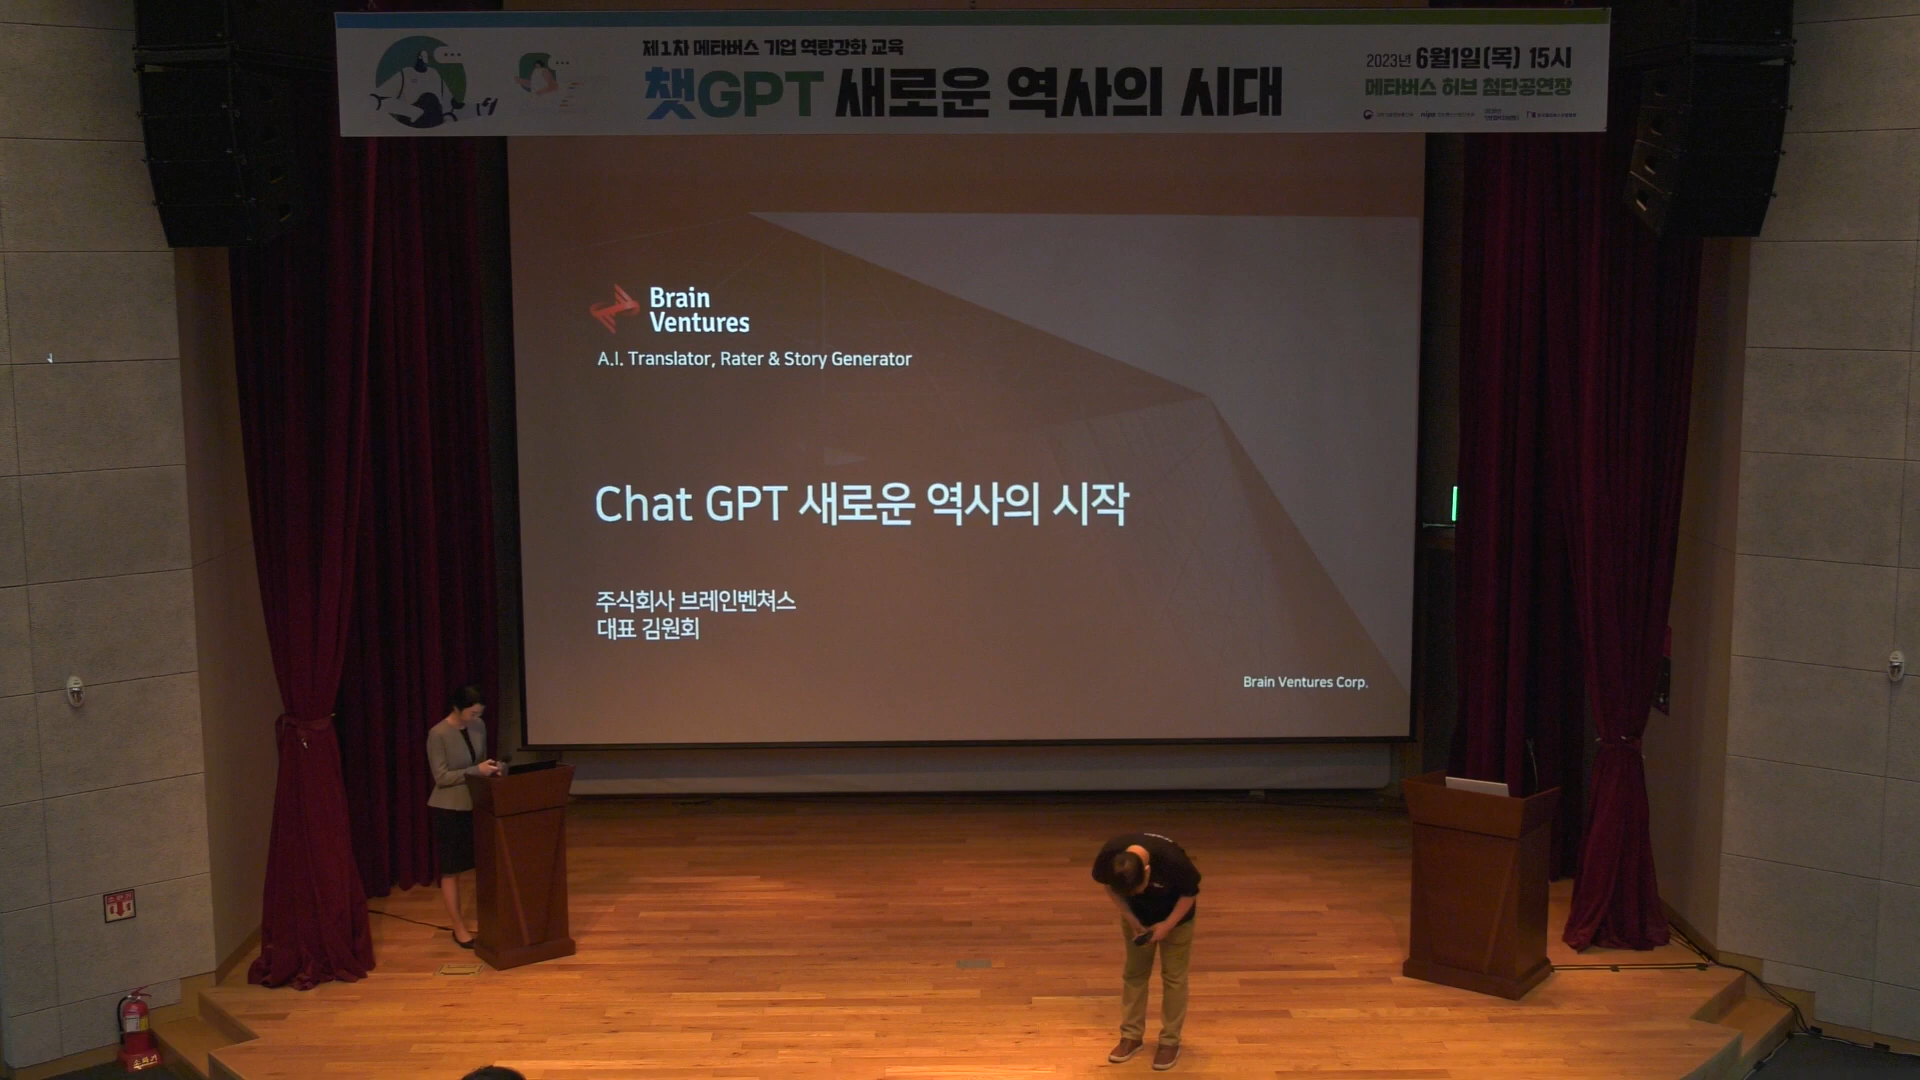 제1차 메타버스 기업 역량강화 교육
챗GPT 새로운 역사의 시대
2023년 6월1일(목) 15시
메타버스 허브 첨단공연장
Brain
Ventures
A.I. Translator, Rater & Story Generator
Chat GPT 새로운 역사의 시작
주식회사 브레인벤쳐스
대표 김원회
Brain Ventures Corp.